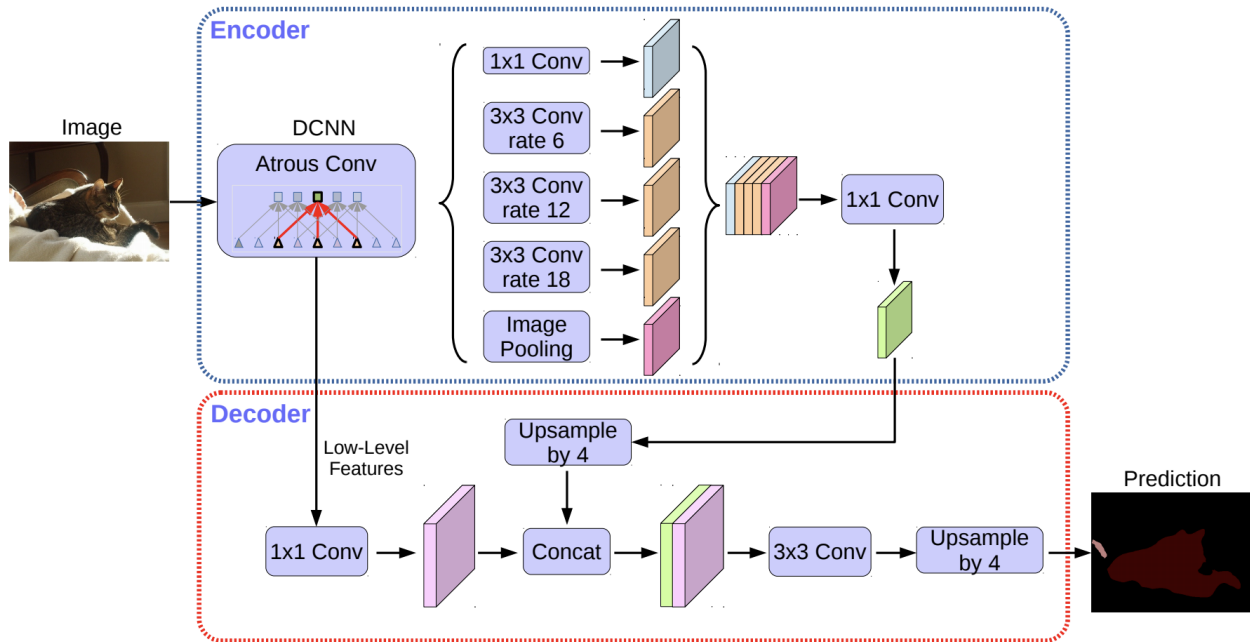 Encoder
Image
DCNN
Atrous Conv
1x1 Conv
3x3 Conv
rate 6
3x3 Conv
rate 12
3x3 Conv
rate 18
Image
Pooling
1x1 Conv
Decoder
Low-Level
Features
Upsample
by 4
1x1 Conv
Concat
3x3 Conv
Upsample
by 4
Prediction